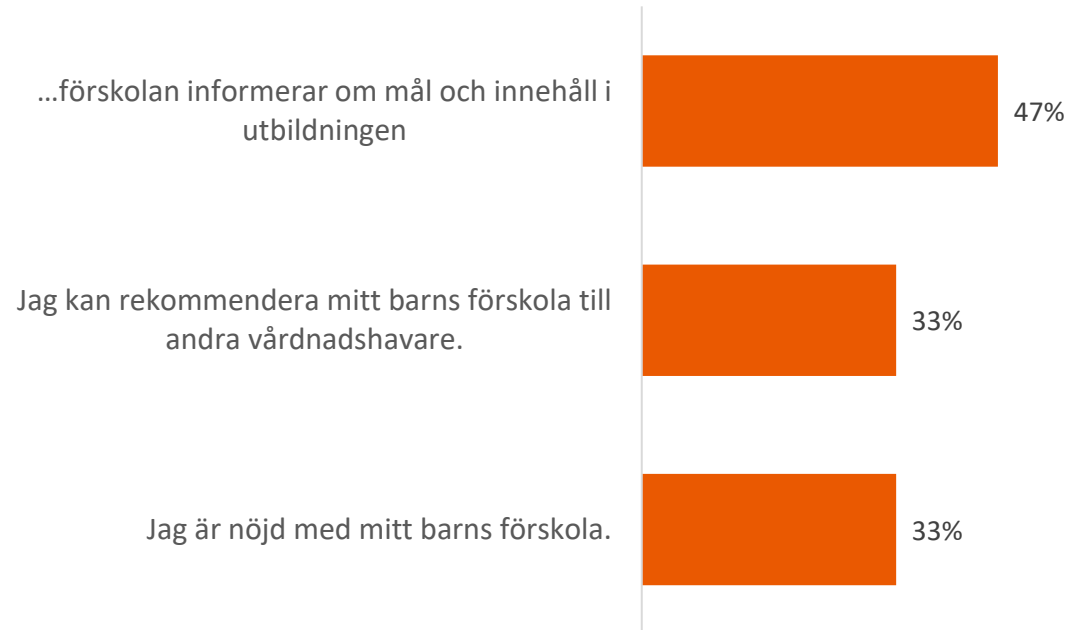 ...förskolan informerar om mål och innehåll i
utbildningen
47%
Jag kan rekommendera mitt barns förskola till
andra vårdnadshavare.
33%
Jag är nöjd med mitt barns förskola.
33%